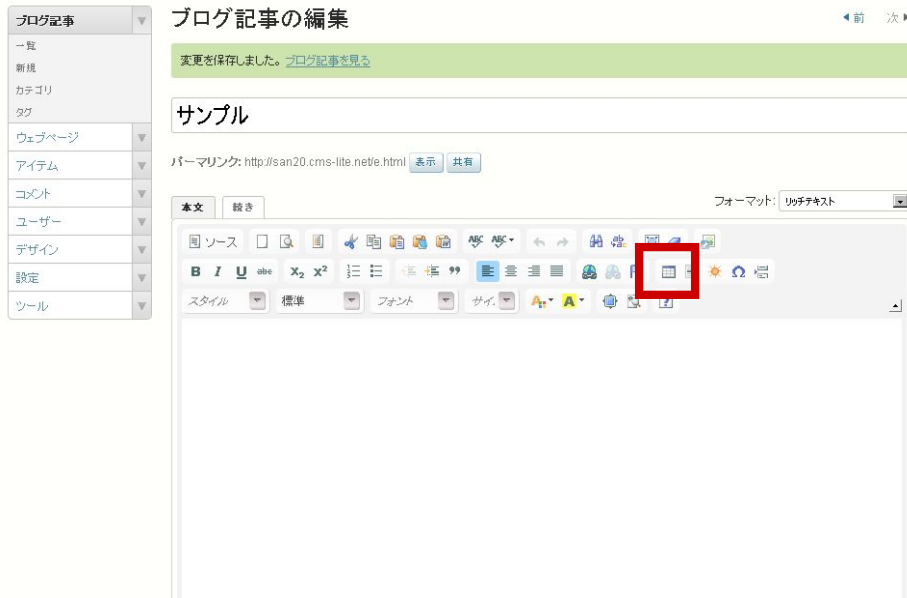 ブログ記事
一覧
新規
カテゴリ
タグ
ウェブページ
アイテム
コメント
ユーザー
デザイン
設定
ツール
ブログ記事の編集
前 次
変更を保存しました。ブログ記事を見る
サンプル
パーマリンク: http://san20.cms-lite.net/e.html 表示 共有
本文 続き
フォーマット: リッチテキスト
ソース ABC ABC
B I U abc X₂ X² Ω
スタイル 標準 フォント サイ. A A ?